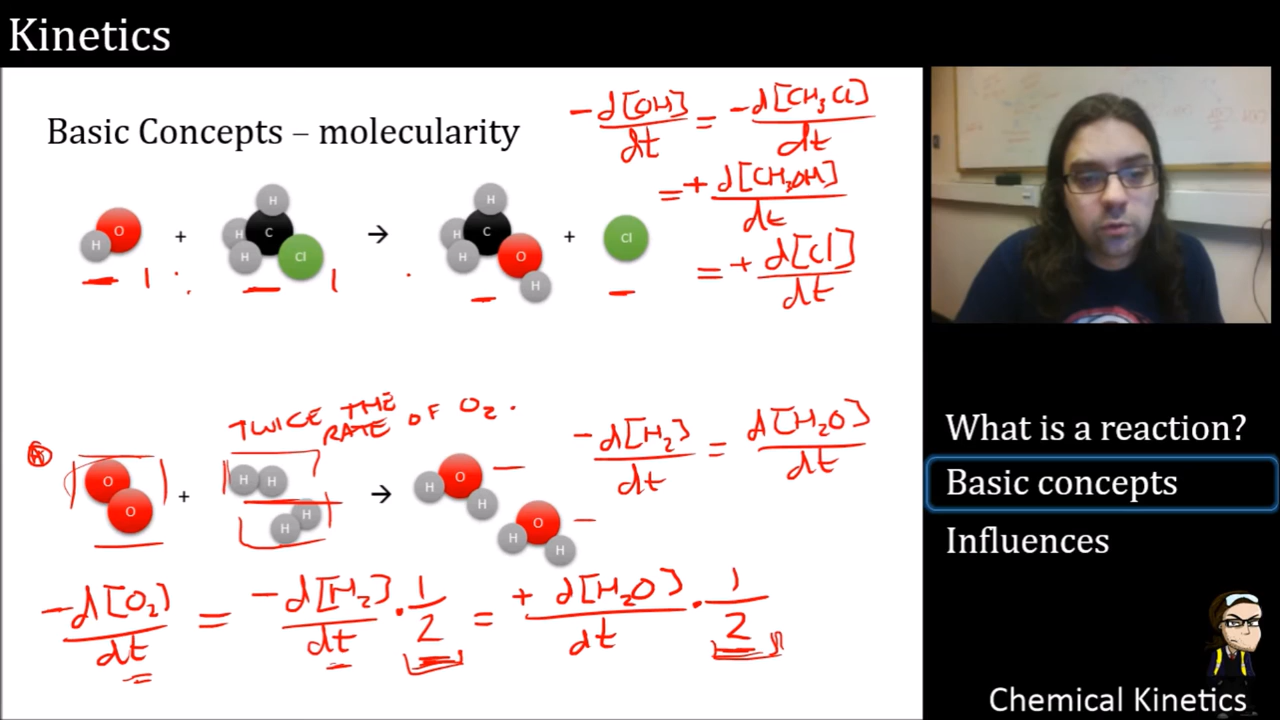 Kinetics
Basic Concepts – molecularity
-d[OH]/dt = -d[CH3Cl]/dt
= + d[CH3OH]/dt
= + d[Cl]/dt
H O + H H H C Cl → H H H C O H + Cl
1 : 1
TWICE THE RATE OF O2.
-d[H2]/dt = d[H2O]/dt
O O + H H H H → H O H H O H
-d[O2]/dt = -d[H2]/dt · 1/2 = + d[H2O]/dt · 1/2
What is a reaction?
Basic concepts
Influences
Chemical Kinetics